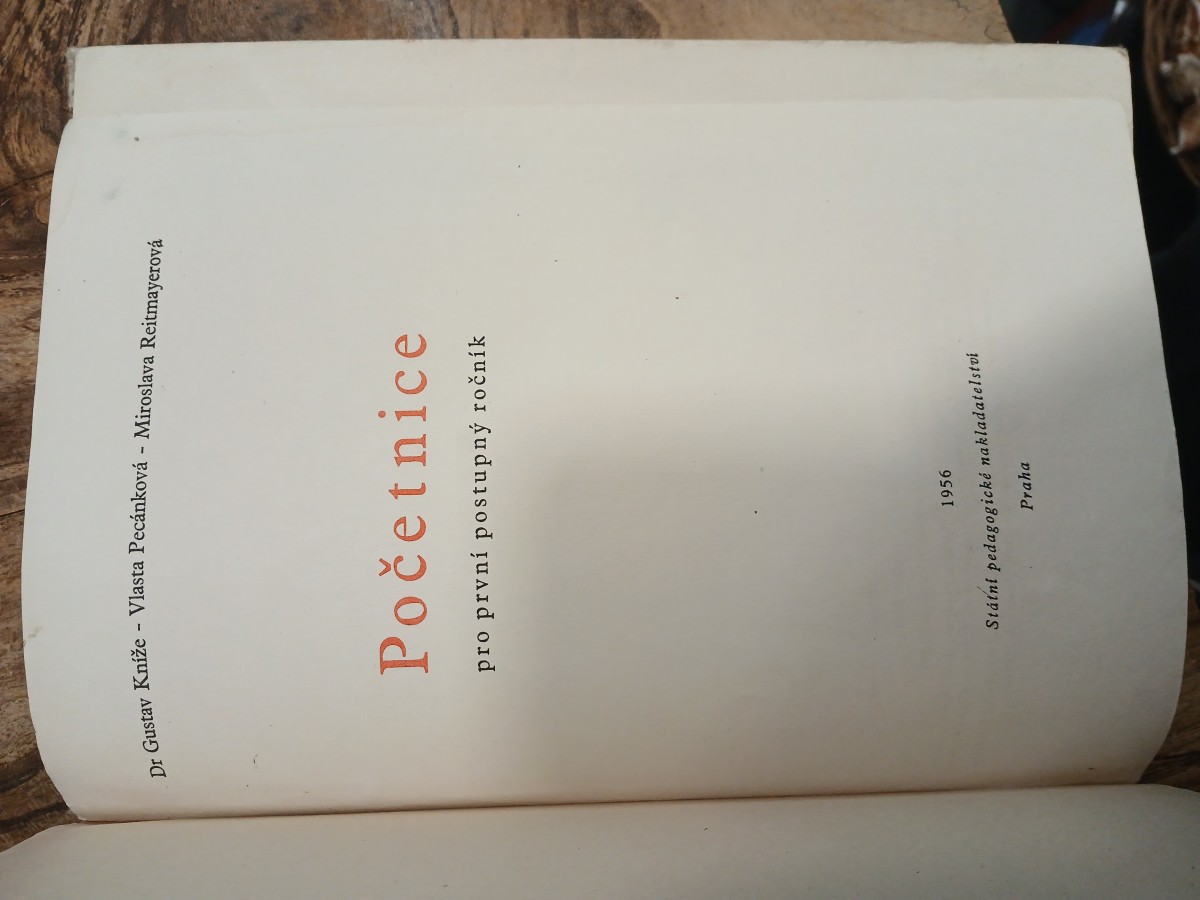 Dr Gustav Kníže – Vlasta Pecánková – Miroslava Reitmayerová
Početnice
pro první postupný ročník
1956
Státní pedagogické nakladatelství
Praha